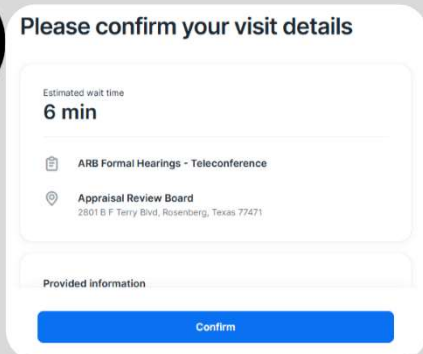 Please confirm your visit details
Estimated wait time
6 min
ARB Formal Hearings - Teleconference
Appraisal Review Board
2801 B F Terry Blvd, Rosenberg, Texas 77471
Provided information
Confirm